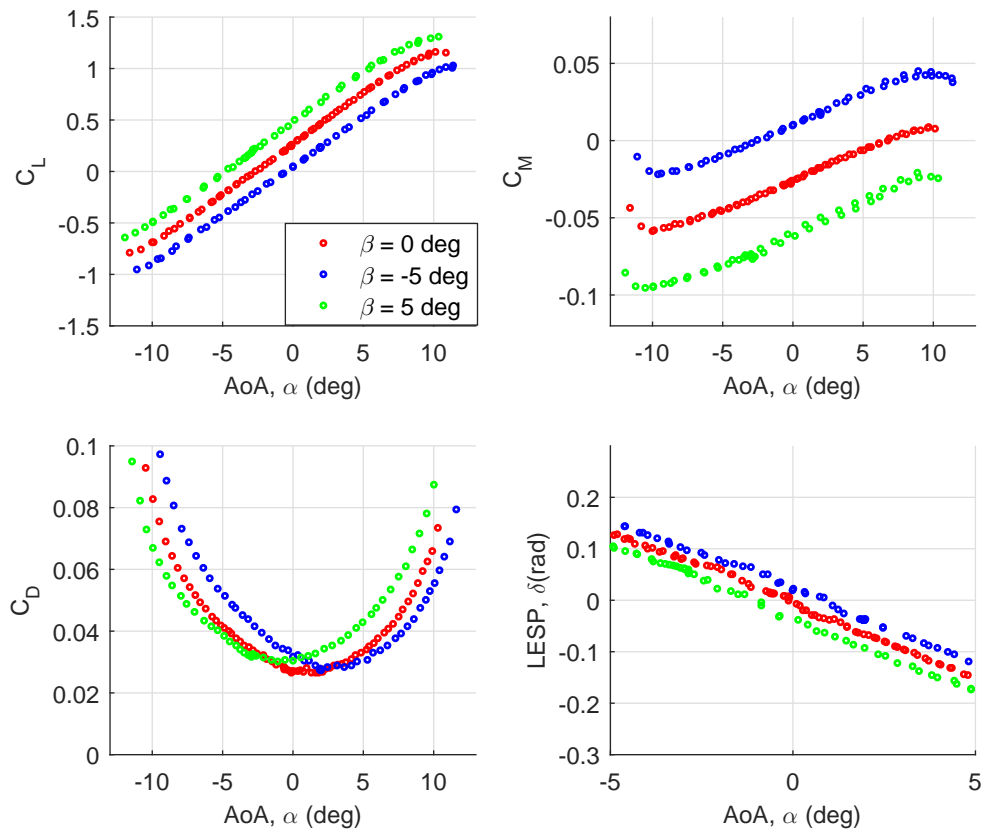 1.5
1
0.5
0
-0.5
-1
-1.5
C_L
-10 -5 0 5 10
AoA, α (deg)
β = 0 deg
β = -5 deg
β = 5 deg
0.05
0
-0.05
-0.1
C_M
-10 -5 0 5 10
AoA, α (deg)
0.1
0.08
0.06
0.04
0.02
0
C_D
-10 -5 0 5 10
AoA, α (deg)
0.2
0.1
0
-0.1
-0.2
-0.3
LESP, δ(rad)
-5 0 5
AoA, α (deg)